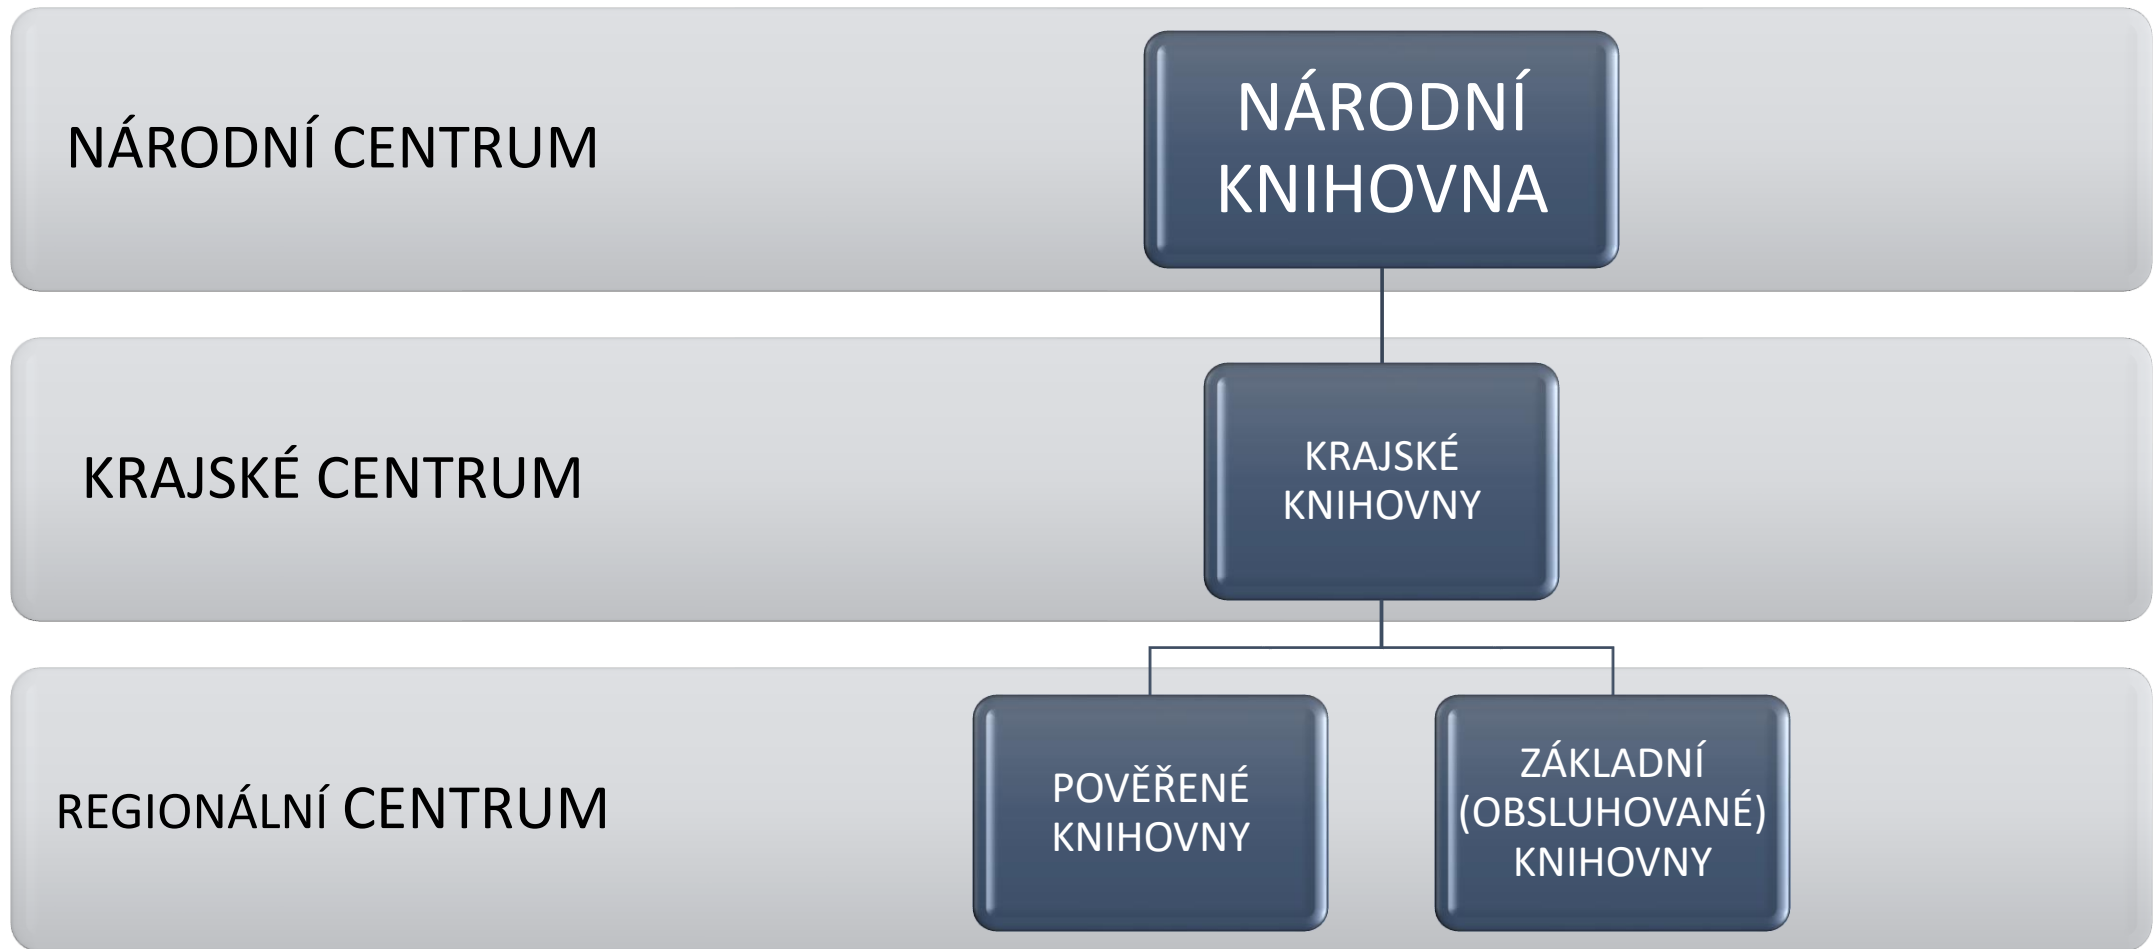 NÁRODNÍ CENTRUM
NÁRODNÍ
KNIHOVNA
KRAJSKÉ CENTRUM
KRAJSKÉ
KNIHOVNY
REGIONÁLNÍ CENTRUM
POVĚŘENÉ
KNIHOVNY
ZÁKLADNÍ
(OBSLUHOVANÉ)
KNIHOVNY